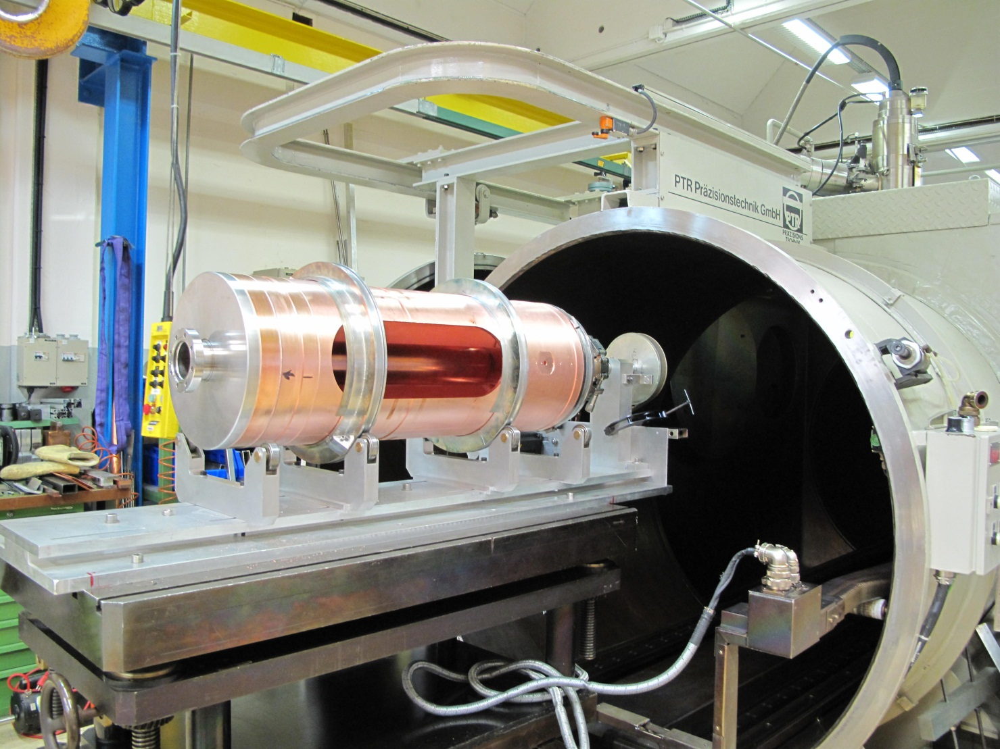 PTR Präzisionstechnik GmbH
PTR
PRÄZISIONS
TECHNIK